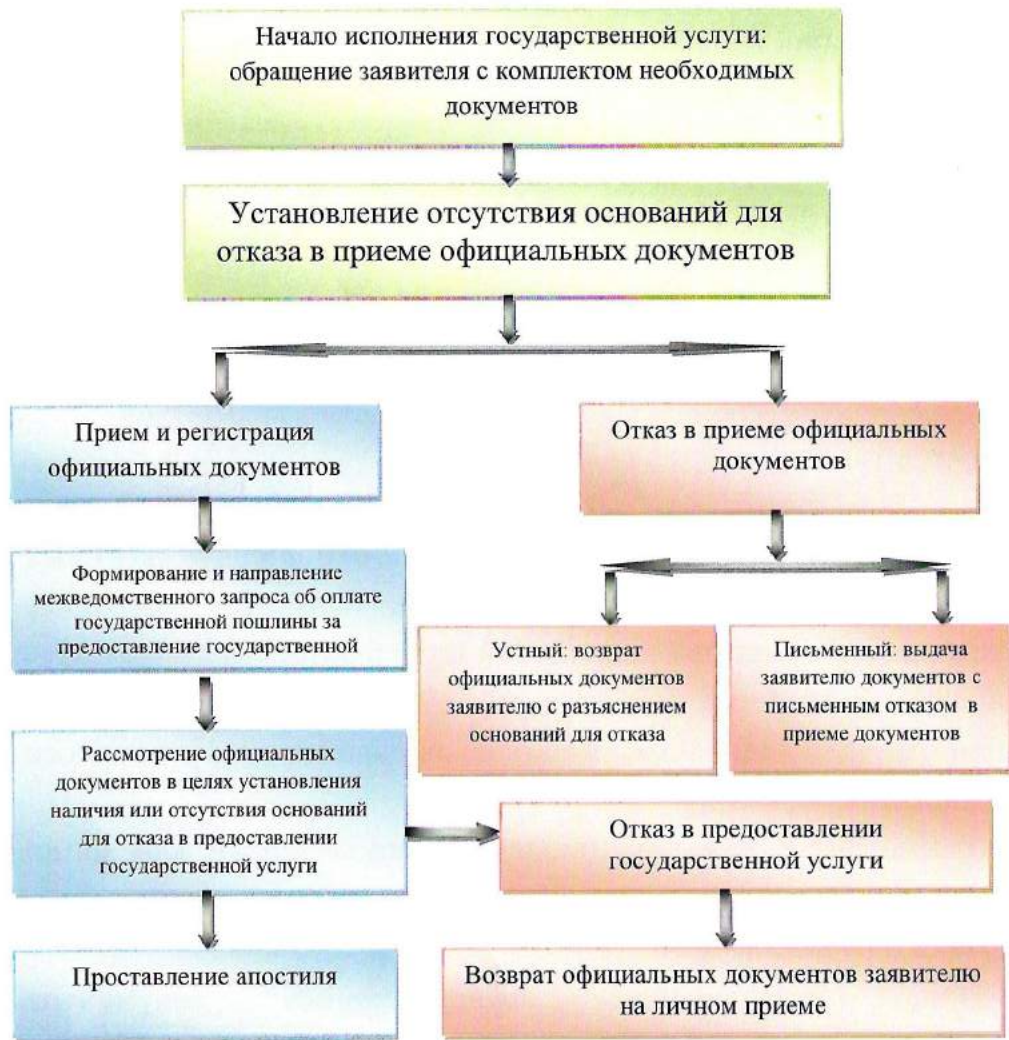 Начало исполнения государственной услуги:
обращение заявителя с комплектом необходимых
документов
Установление отсутствия оснований для
отказа в приеме официальных документов
Прием и регистрация
официальных документов
Отказ в приеме официальных
документов
Формирование и направление
межведомственного запроса об оплате
государственной пошлины за
предоставление государственной
Устный: возврат
официальных документов
заявителю с разъяснением
оснований для отказа
Письменный: выдача
заявителю документов с
письменным отказом в
приеме документов
Рассмотрение официальных
документов в целях установления
наличия или отсутствия оснований
для отказа в предоставлении
государственной услуги
Отказ в предоставлении
государственной услуги
Проставление апостиля
Возврат официальных документов заявителю
на личном приеме